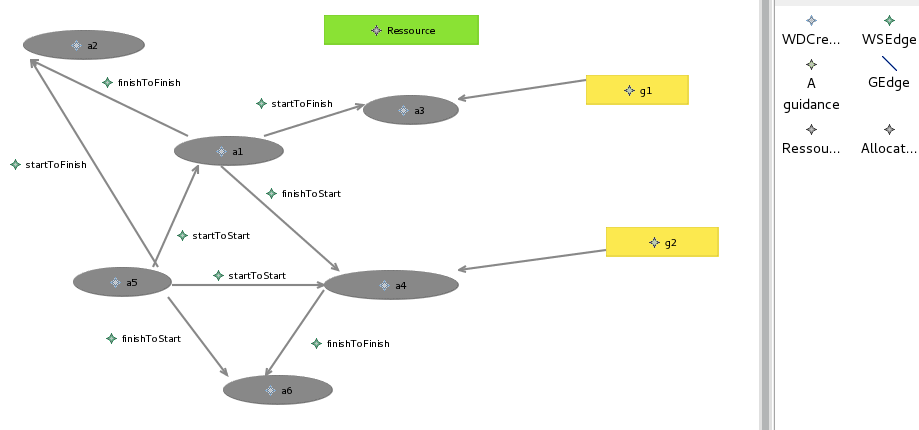 Ressource
a2
finishToFinish
g1
startToFinish
a3
a1
startToFinish
finishToStart
startToStart
g2
startToStart
a5
a4
finishToStart
finishToFinish
a6
WDCre... WSEdge
A guidance GEdge
Ressou... Allocat...